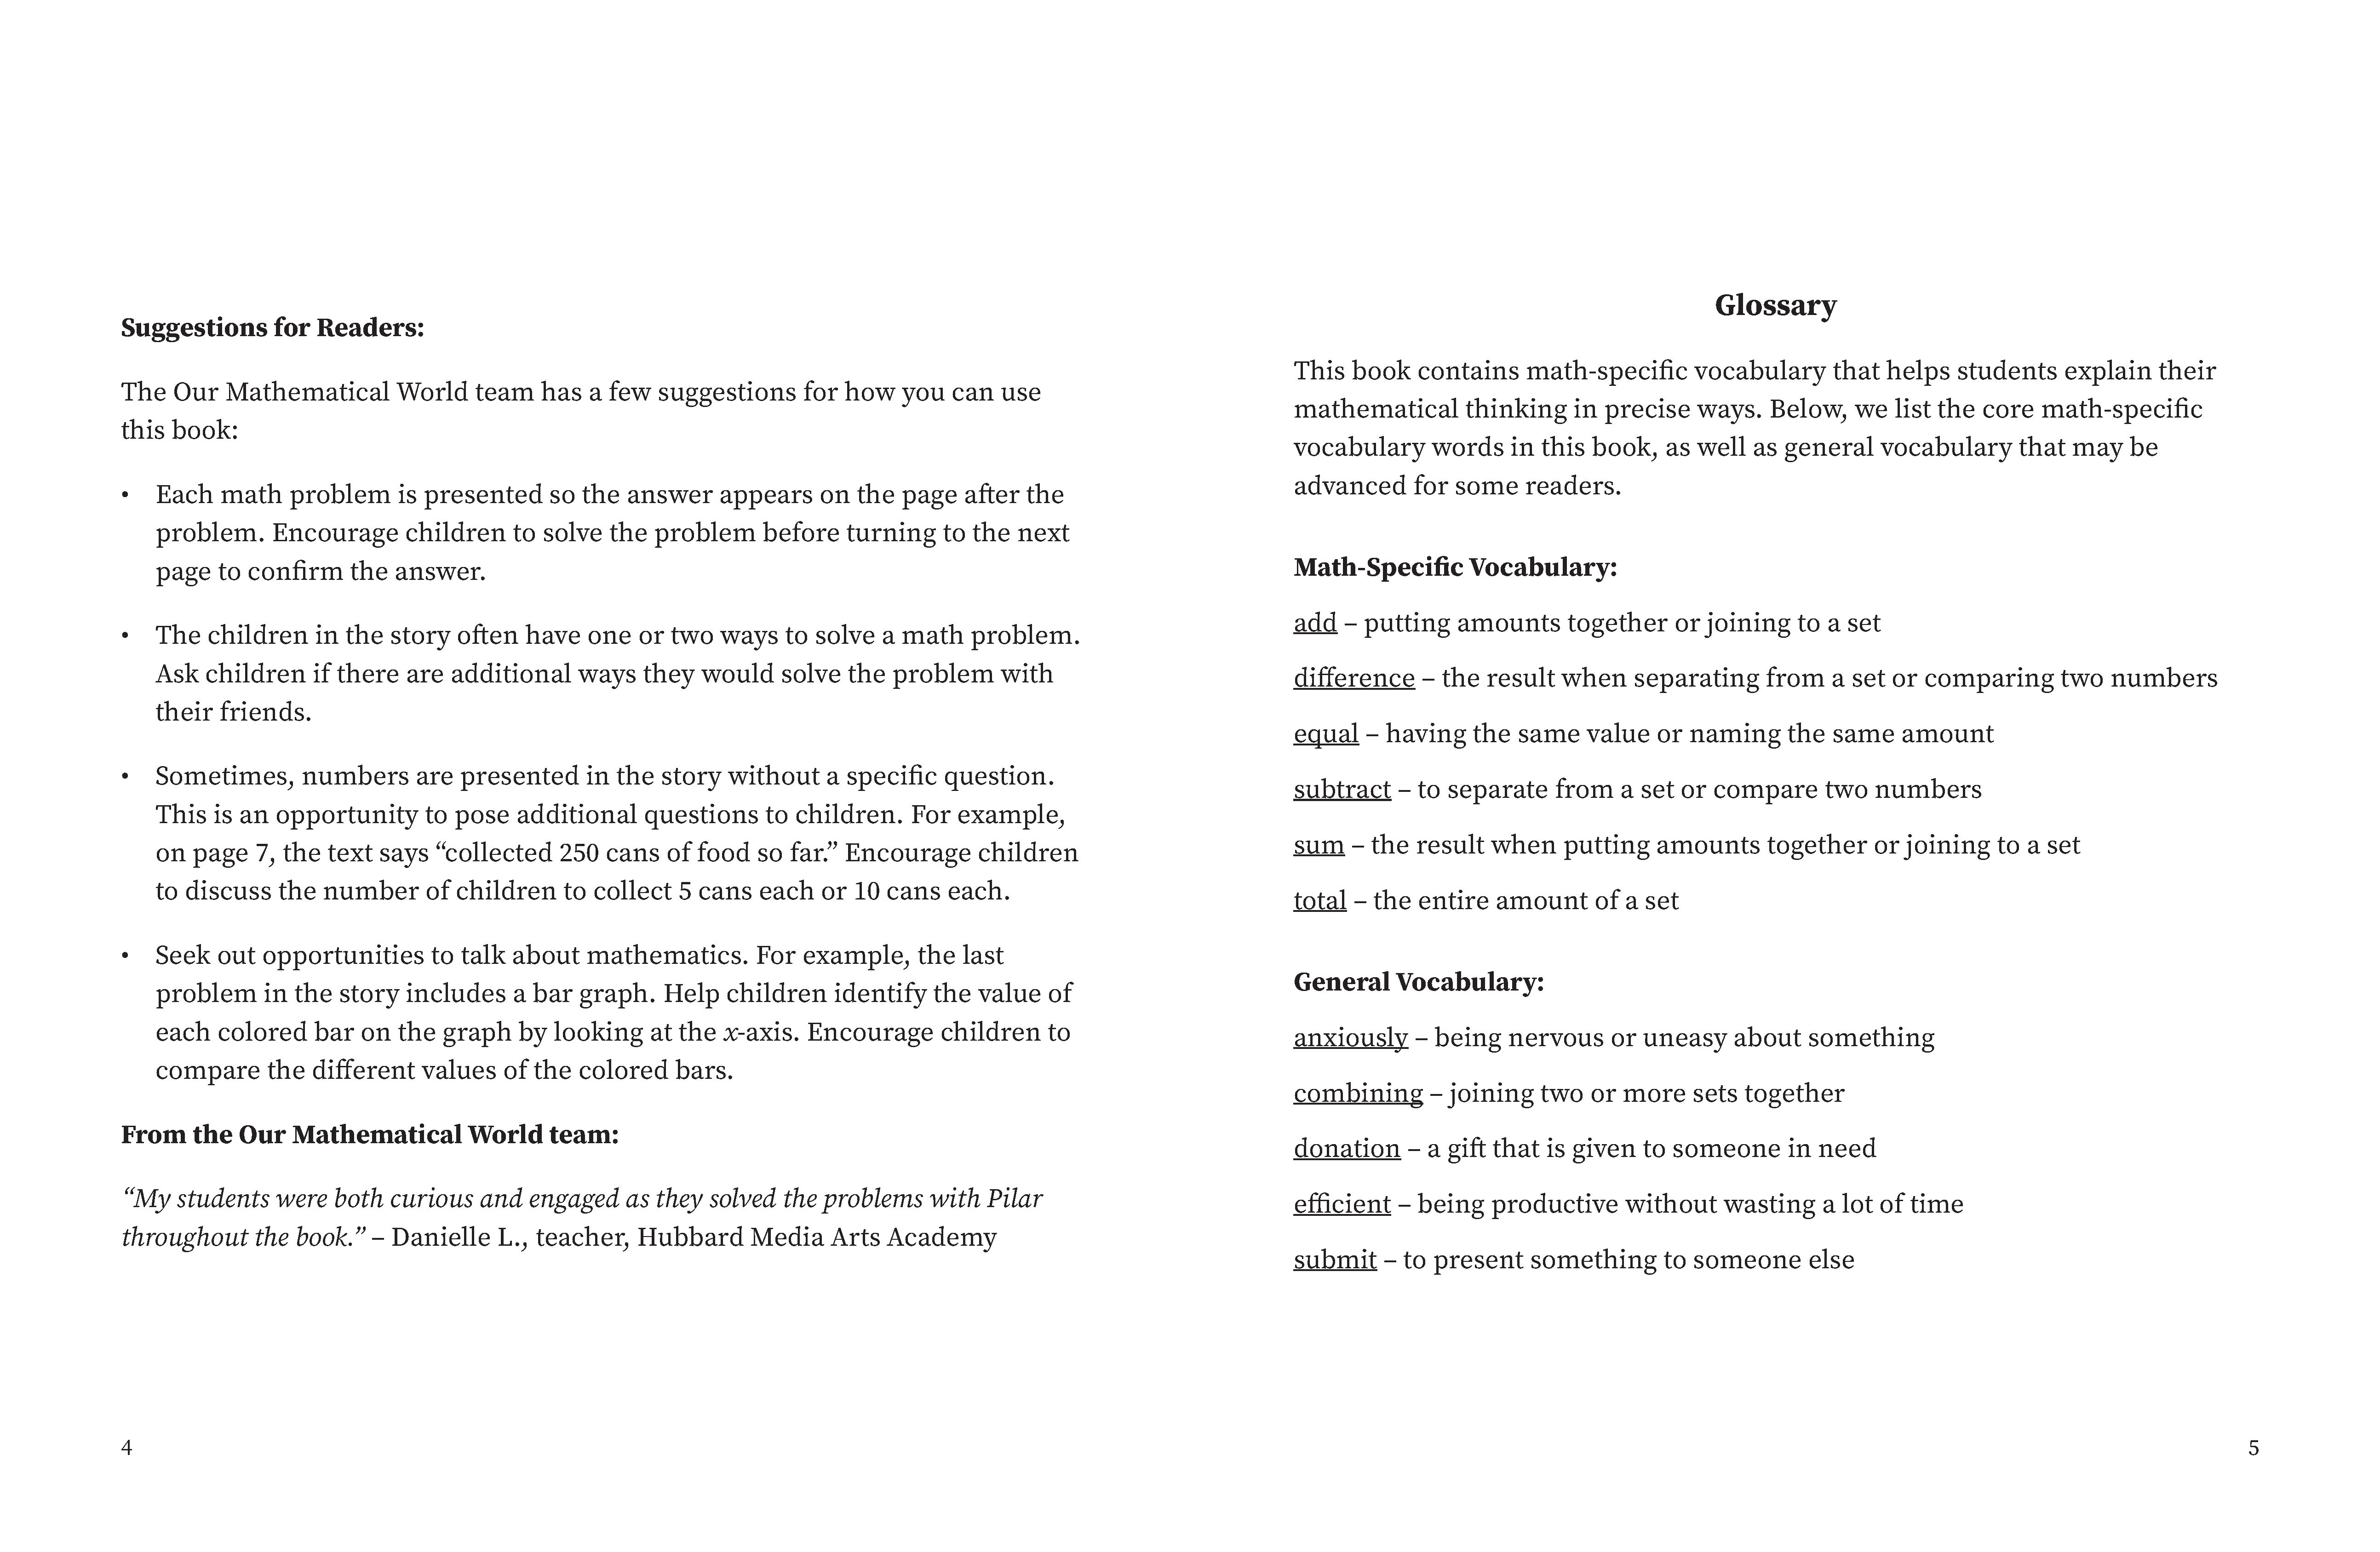 Suggestions for Readers:
The Our Mathematical World team has a few suggestions for how you can use
this book:
• Each math problem is presented so the answer appears on the page after the
problem. Encourage children to solve the problem before turning to the next
page to confirm the answer.
• The children in the story often have one or two ways to solve a math problem.
Ask children if there are additional ways they would solve the problem with
their friends.
• Sometimes, numbers are presented in the story without a specific question.
This is an opportunity to pose additional questions to children. For example,
on page 7, the text says “collected 250 cans of food so far.” Encourage children
to discuss the number of children to collect 5 cans each or 10 cans each.
• Seek out opportunities to talk about mathematics. For example, the last
problem in the story includes a bar graph. Help children identify the value of
each colored bar on the graph by looking at the x-axis. Encourage children to
compare the different values of the colored bars.
From the Our Mathematical World team:
“My students were both curious and engaged as they solved the problems with Pilar
throughout the book.” – Danielle L., teacher, Hubbard Media Arts Academy
4
Glossary
This book contains math-specific vocabulary that helps students explain their
mathematical thinking in precise ways. Below, we list the core math-specific
vocabulary words in this book, as well as general vocabulary that may be
advanced for some readers.
Math-Specific Vocabulary:
add – putting amounts together or joining to a set
difference – the result when separating from a set or comparing two numbers
equal – having the same value or naming the same amount
subtract – to separate from a set or compare two numbers
sum – the result when putting amounts together or joining to a set
total – the entire amount of a set
General Vocabulary:
anxiously – being nervous or uneasy about something
combining – joining two or more sets together
donation – a gift that is given to someone in need
efficient – being productive without wasting a lot of time
submit – to present something to someone else
5